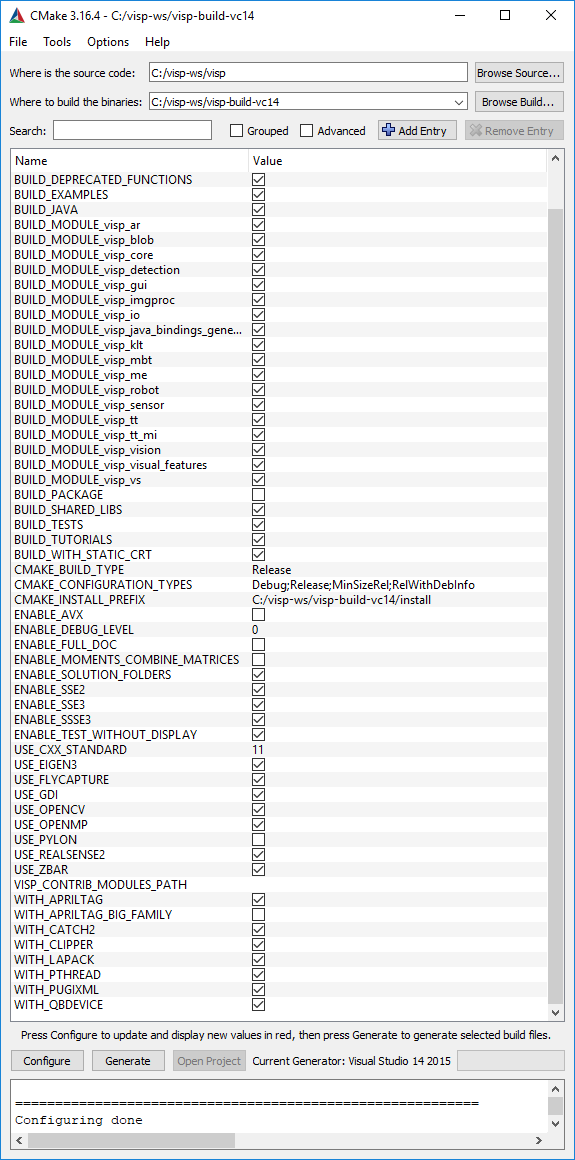 CMake 3.16.4 - C:/visp-ws/visp-build-vc14
File Tools Options Help
Where is the source code: C:/visp-ws/visp Browse Source...
Where to build the binaries: C:/visp-ws/visp-build-vc14 Browse Build...
Search: Grouped Advanced Add Entry Remove Entry
Name Value
BUILD_DEPRECATED_FUNCTIONS
BUILD_EXAMPLES
BUILD_JAVA
BUILD_MODULE_visp_ar
BUILD_MODULE_visp_blob
BUILD_MODULE_visp_core
BUILD_MODULE_visp_detection
BUILD_MODULE_visp_gui
BUILD_MODULE_visp_imgproc
BUILD_MODULE_visp_io
BUILD_MODULE_visp_java_bindings_gene...
BUILD_MODULE_visp_klt
BUILD_MODULE_visp_mbt
BUILD_MODULE_visp_me
BUILD_MODULE_visp_robot
BUILD_MODULE_visp_sensor
BUILD_MODULE_visp_tt
BUILD_MODULE_visp_tt_mi
BUILD_MODULE_visp_vision
BUILD_MODULE_visp_visual_features
BUILD_MODULE_visp_vs
BUILD_PACKAGE
BUILD_SHARED_LIBS
BUILD_TESTS
BUILD_TUTORIALS
BUILD_WITH_STATIC_CRT
CMAKE_BUILD_TYPE Release
CMAKE_CONFIGURATION_TYPES Debug;Release;MinSizeRel;RelWithDebInfo
CMAKE_INSTALL_PREFIX C:/visp-ws/visp-build-vc14/install
ENABLE_AVX
ENABLE_DEBUG_LEVEL 0
ENABLE_FULL_DOC
ENABLE_MOMENTS_COMBINE_MATRICES
ENABLE_SOLUTION_FOLDERS
ENABLE_SSE2
ENABLE_SSE3
ENABLE_SSSE3
ENABLE_TEST_WITHOUT_DISPLAY
USE_CXX_STANDARD 11
USE_EIGEN3
USE_FLYCAPTURE
USE_GDI
USE_OPENCV
USE_OPENMP
USE_PYLON
USE_REALSENSE2
USE_ZBAR
VISP_CONTRIB_MODULES_PATH
WITH_APRILTAG
WITH_APRILTAG_BIG_FAMILY
WITH_CATCH2
WITH_CLIPPER
WITH_LAPACK
WITH_PTHREAD
WITH_PUGIXML
WITH_QBDEVICE
Press Configure to update and display new values in red, then press Generate to generate selected build files.
Configure Generate Open Project Current Generator: Visual Studio 14 2015
==========================================================
Configuring done